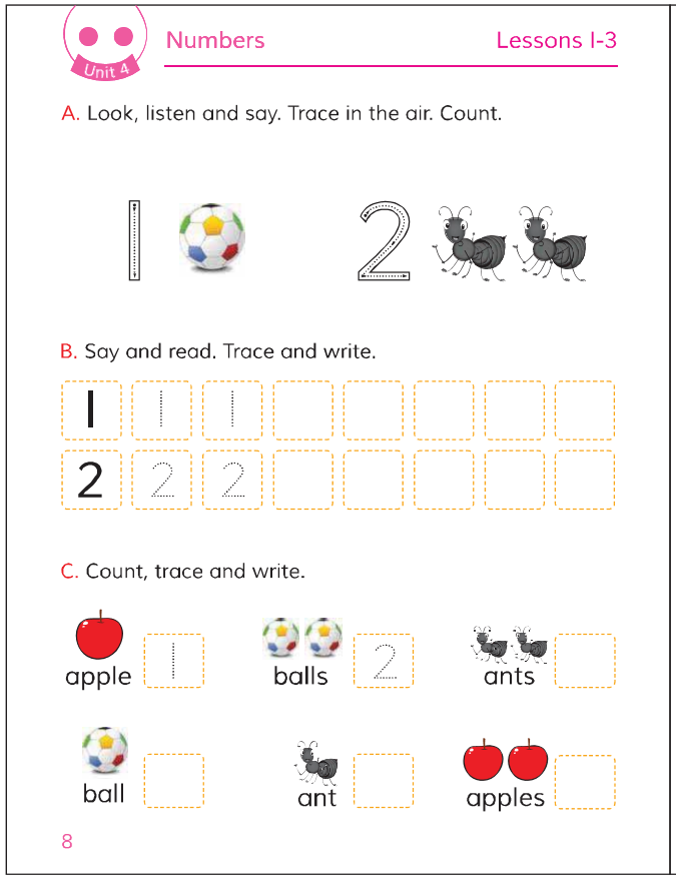 Unit 4
Numbers
Lessons 1-3
A. Look, listen and say. Trace in the air. Count.
1 2
B. Say and read. Trace and write.
1 1 1
2 2 2
C. Count, trace and write.
1 2
apple balls ants
ball ant apples
8